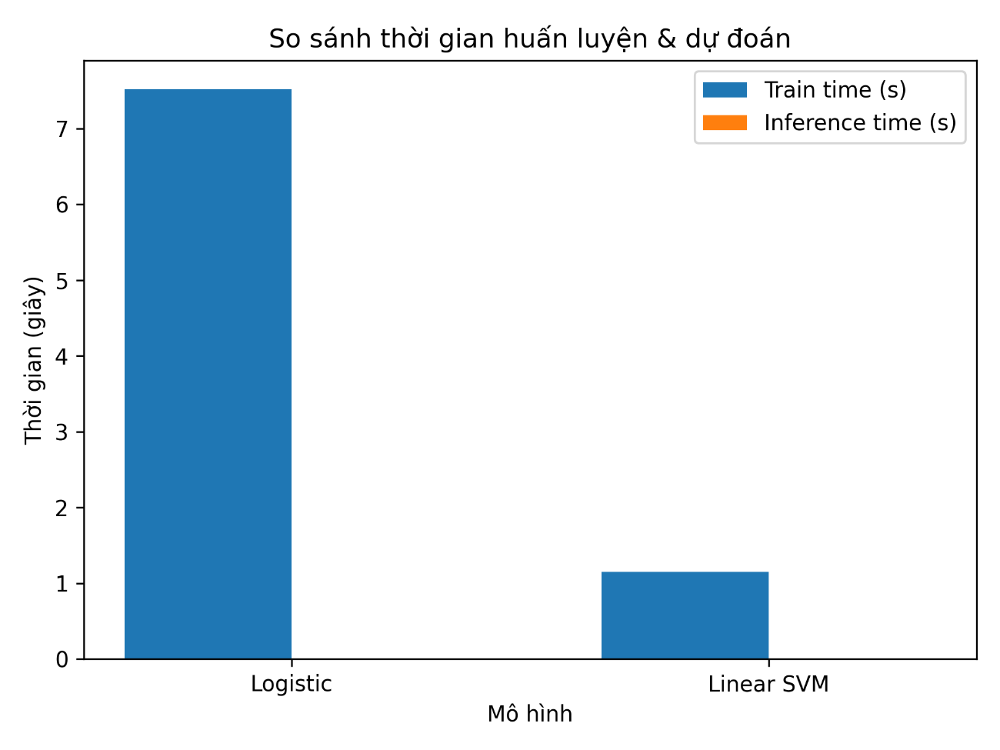 So sánh thời gian huấn luyện & dự đoán
Train time (s)
Inference time (s)
Thời gian (giây)
7
6
5
4
3
2
1
0
Logistic
Linear SVM
Mô hình